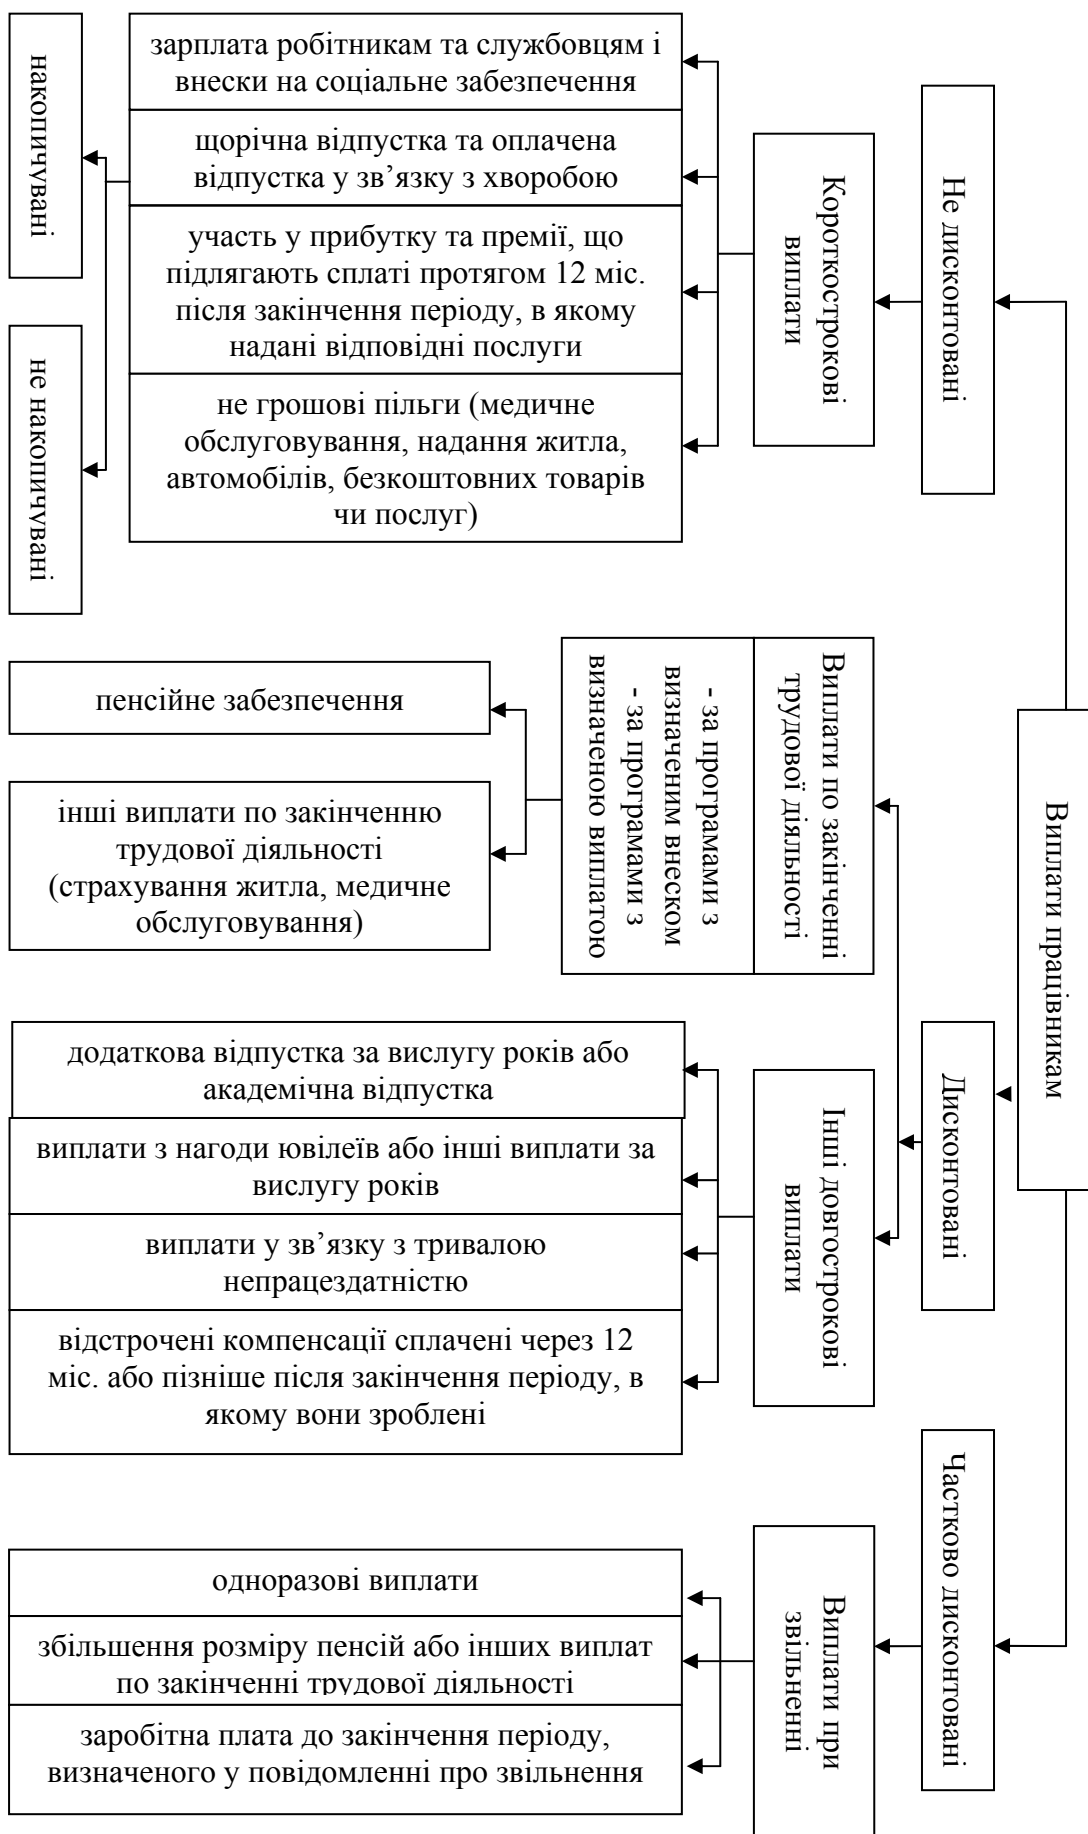 Виплати працівникам
Не дисконтовані
Короткострокові
виплати
зарплата робітникам та службовцям і
внески на соціальне забезпечення
щорічна відпустка та оплачена
відпустка у зв’язку з хворобою
участь у прибутку та премії, що
підлягають сплаті протягом 12 міс.
після закінчення періоду, в якому
надані відповідні послуги
не грошові пільги (медичне
обслуговування, надання житла,
автомобілів, безкоштовних товарів
чи послуг)
накопичувані
не накопичувані
Дисконтовані
Виплати по закінченні
трудової діяльності
- за програмами з
визначеним внеском
- за програмами з
визначеною виплатою
пенсійне забезпечення
інші виплати по закінченню
трудової діяльності
(страхування житла, медичне
обслуговування)
Інші довгострокові
виплати
додаткова відпустка за вислугу років або
академічна відпустка
виплати з нагоди ювілеїв або інші виплати за
вислугу років
виплати у зв’язку з тривалою
непрацездатністю
відстрочені компенсації сплачені через 12
міс. або пізніше після закінчення періоду, в
якому вони зроблені
Частково дисконтовані
Виплати при
звільненні
одноразові виплати
збільшення розміру пенсій або інших виплат
по закінченні трудової діяльності
заробітна плата до закінчення періоду,
визначеного у повідомленні про звільнення